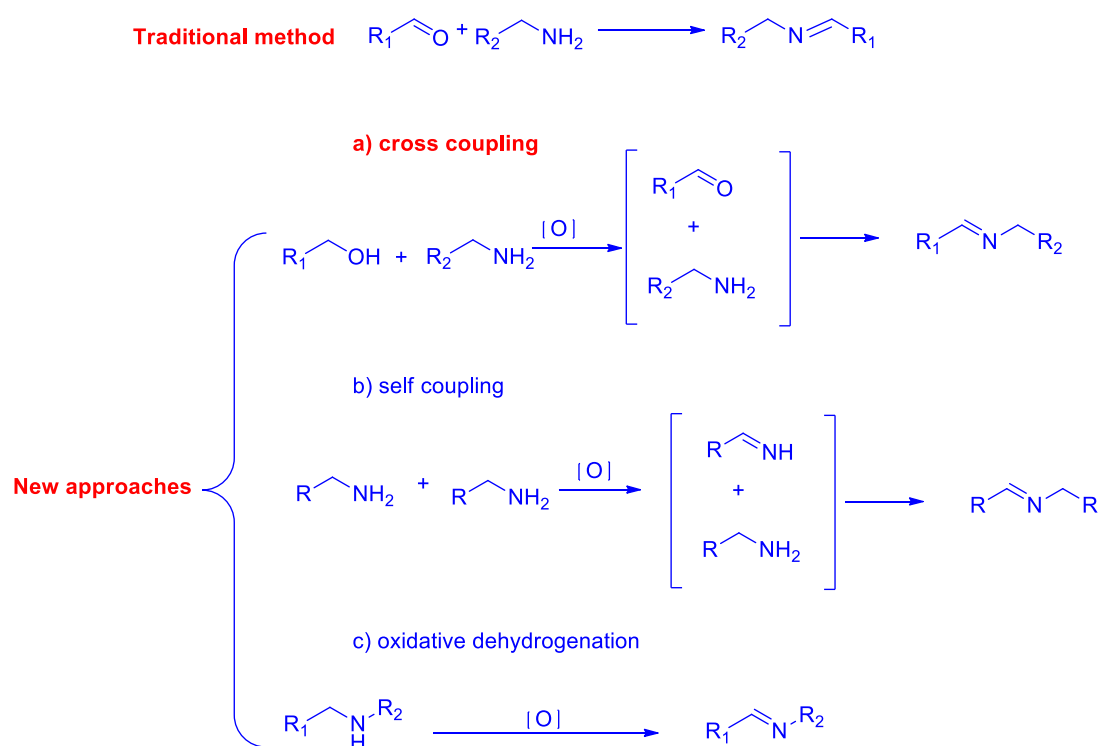 Traditional method R1 O + R2 NH2 R2 N R1
a) cross coupling
R1 OH + R2 NH2 [O] R1 O + R2 NH2 R1 N R2
b) self coupling
New approaches
R NH2 + R NH2 [O] R NH + R NH2 R N R
c) oxidative dehydrogenation
R1 N H R2 [O] R1 N R2